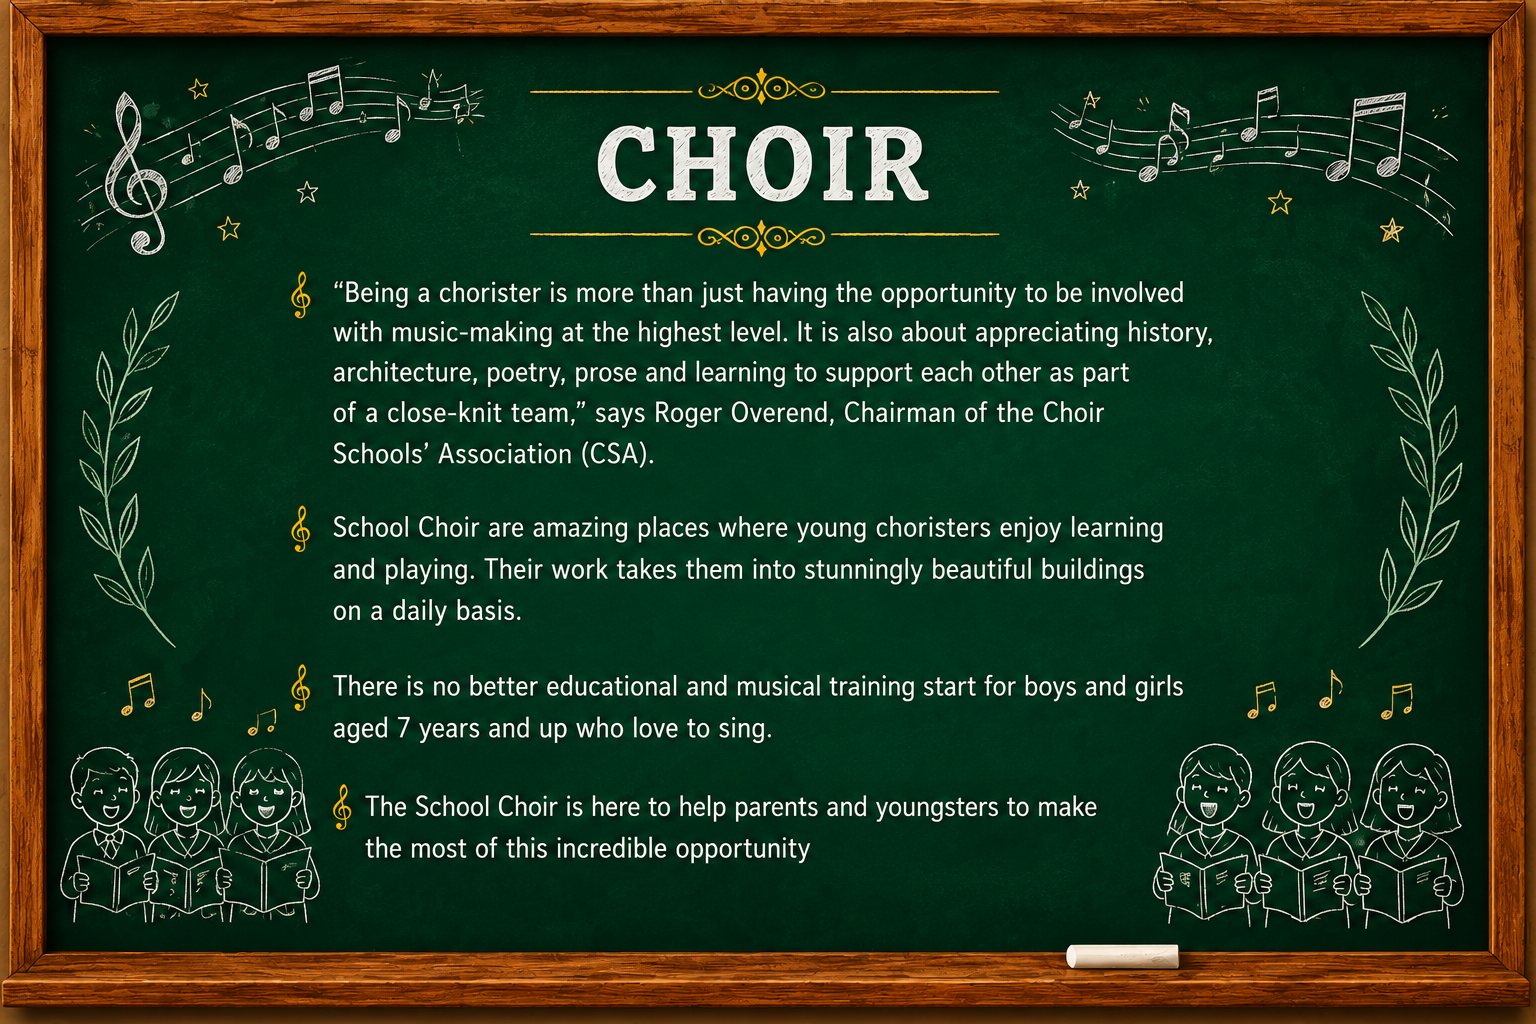 CHOIR
“Being a chorister is more than just having the opportunity to be involved
with music-making at the highest level. It is also about appreciating history,
architecture, poetry, prose and learning to support each other as part
of a close-knit team,” says Roger Overend, Chairman of the Choir
Schools’ Association (CSA).
School Choir are amazing places where young choristers enjoy learning
and playing. Their work takes them into stunningly beautiful buildings
on a daily basis.
There is no better educational and musical training start for boys and girls
aged 7 years and up who love to sing.
The School Choir is here to help parents and youngsters to make
the most of this incredible opportunity